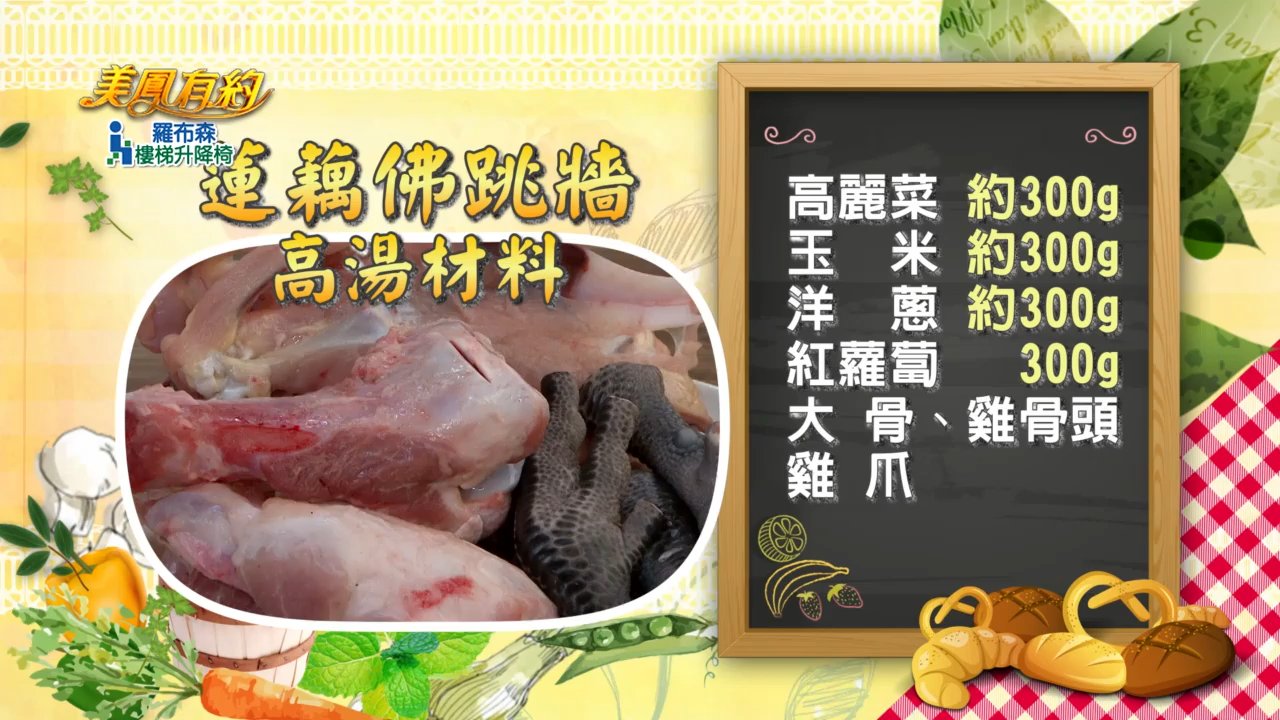 美鳳有約
羅布森
樓梯升降椅
蓮藕佛跳牆
高湯材料
高麗菜 約300g
玉 米 約300g
洋 蔥 約300g
紅蘿蔔 300g
大 骨、雞骨頭
雞 爪